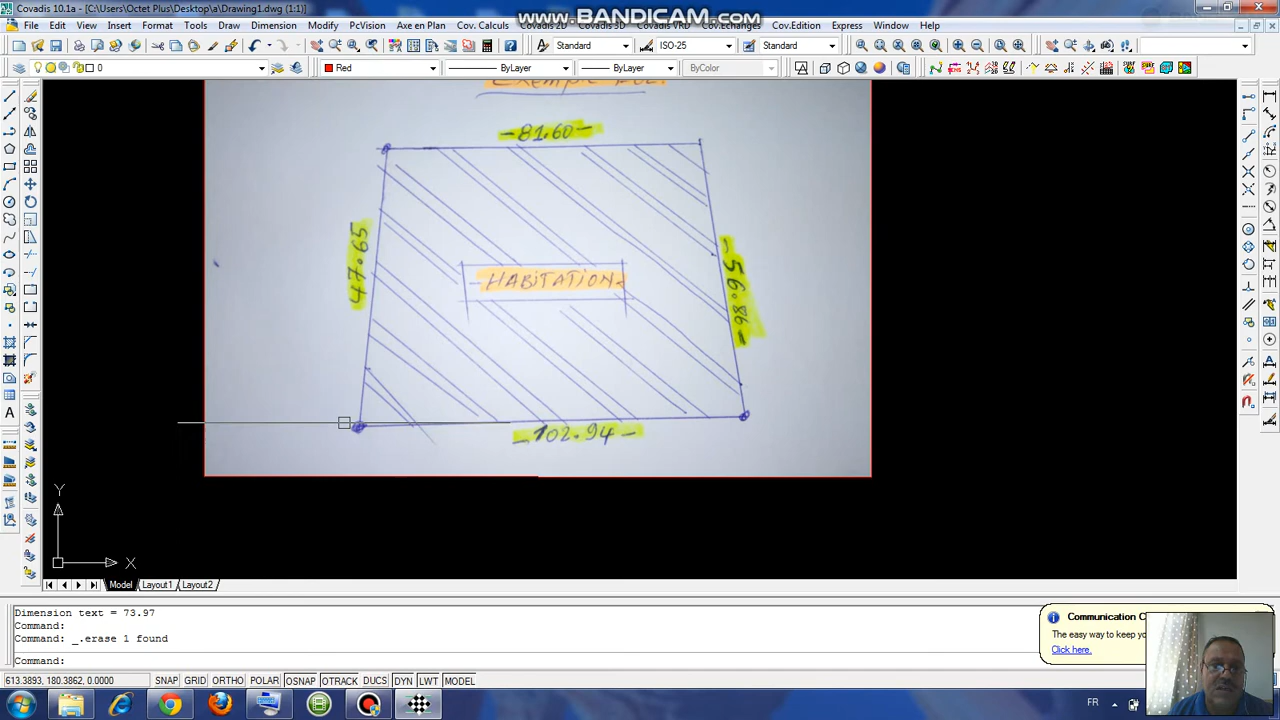 Covadis 10.1a - [C:\Users\Octet Plus\Desktop\a\Drawing1.dwg (1:1)]
www.BANDICAM.com
File Edit View Insert Format Tools Draw Dimension Modify PcVision Axe en Plan Cov. Calculs Covadis 2D Covadis 3D Covadis VRD Cov.Echanges Cov.Edition Express Window Help
Standard ISO-25 Standard
0 Red ByLayer ByLayer ByColor
-81.60-
47.65
-HABITATION-
-56.86-
-102.94-
Y
X
Model Layout1 Layout2
Dimension text = 73.97
Command:
Command: _.erase 1 found
Command:
Communication C
The easy way to keep yo
Click here.
613.3893, 180.3862, 0.0000 SNAP GRID ORTHO POLAR OSNAP OTRACK DUCS DYN LWT MODEL
FR